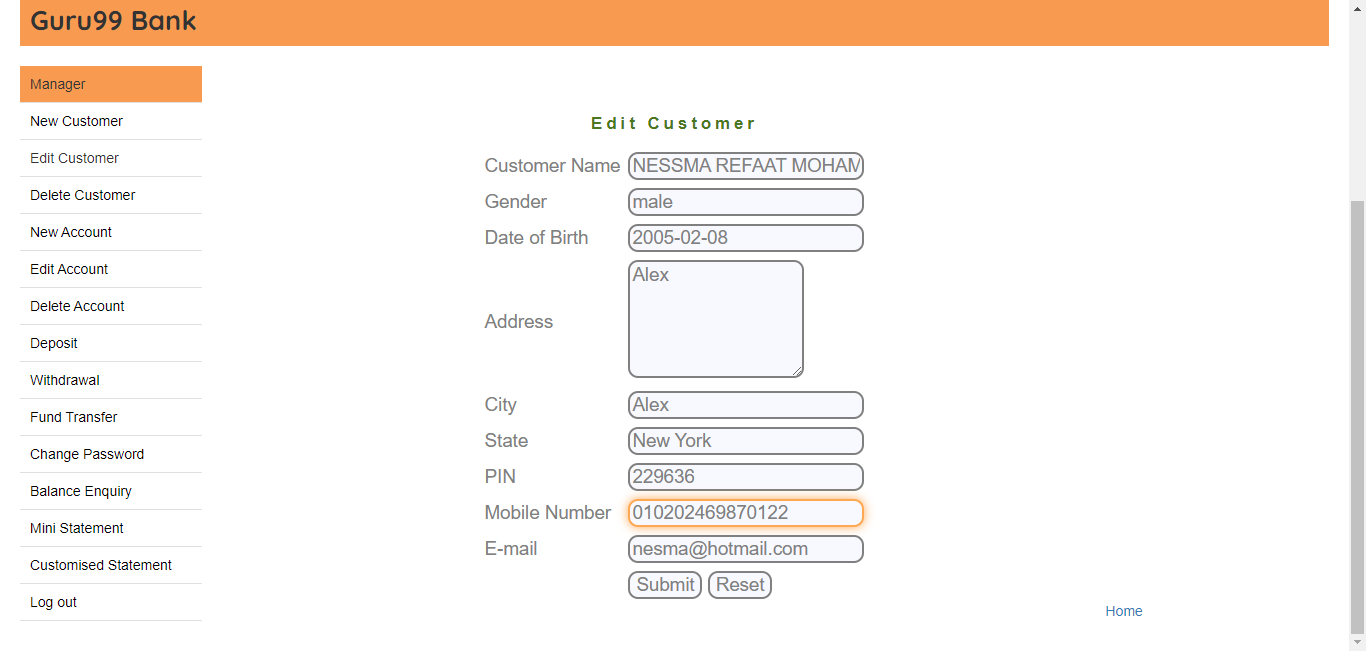 Guru99 Bank
Manager
New Customer
Edit Customer
Delete Customer
New Account
Edit Account
Delete Account
Deposit
Withdrawal
Fund Transfer
Change Password
Balance Enquiry
Mini Statement
Customised Statement
Log out
Edit Customer
Customer Name NESSMA REFAAT MOHAM
Gender male
Date of Birth 2005-02-08
Address Alex
City Alex
State New York
PIN 229636
Mobile Number 010202469870122
E-mail nesma@hotmail.com
Submit Reset
Home